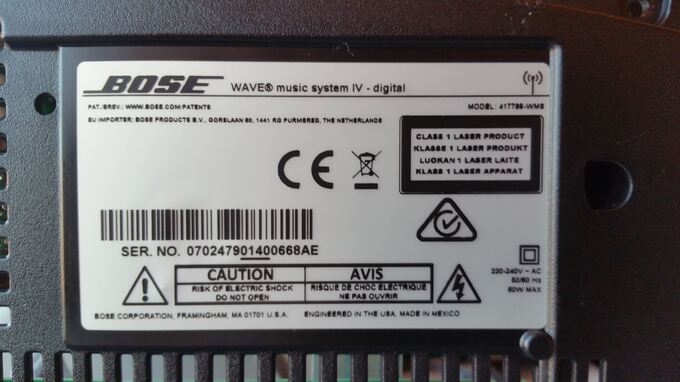 BOSE WAVE® music system IV - digital
PAT./BREV.: WWW.BOSE.COM/PATENTS
MODEL: 417788-WMS
EU IMPORTER: BOSE PRODUCTS B.V., GORSLAAN 60, 1441 RG PURMEREND, THE NETHERLANDS
CLASS 1 LASER PRODUCT
KLASSE 1 LASER PRODUKT
LUOKAN 1 LASER LAITE
KLASS 1 LASER APPARAT
CE
SER. NO. 070247901400668AE
CAUTION
RISK OF ELECTRIC SHOCK
DO NOT OPEN
AVIS
RISQUE DE CHOC ELECTRIQUE
NE PAS OUVRIR
220-240V ~ AC
50/60 Hz
60W MAX
BOSE CORPORATION, FRAMINGHAM, MA 01701 U.S.A.
ENGINEERED IN THE USA, MADE IN MEXICO